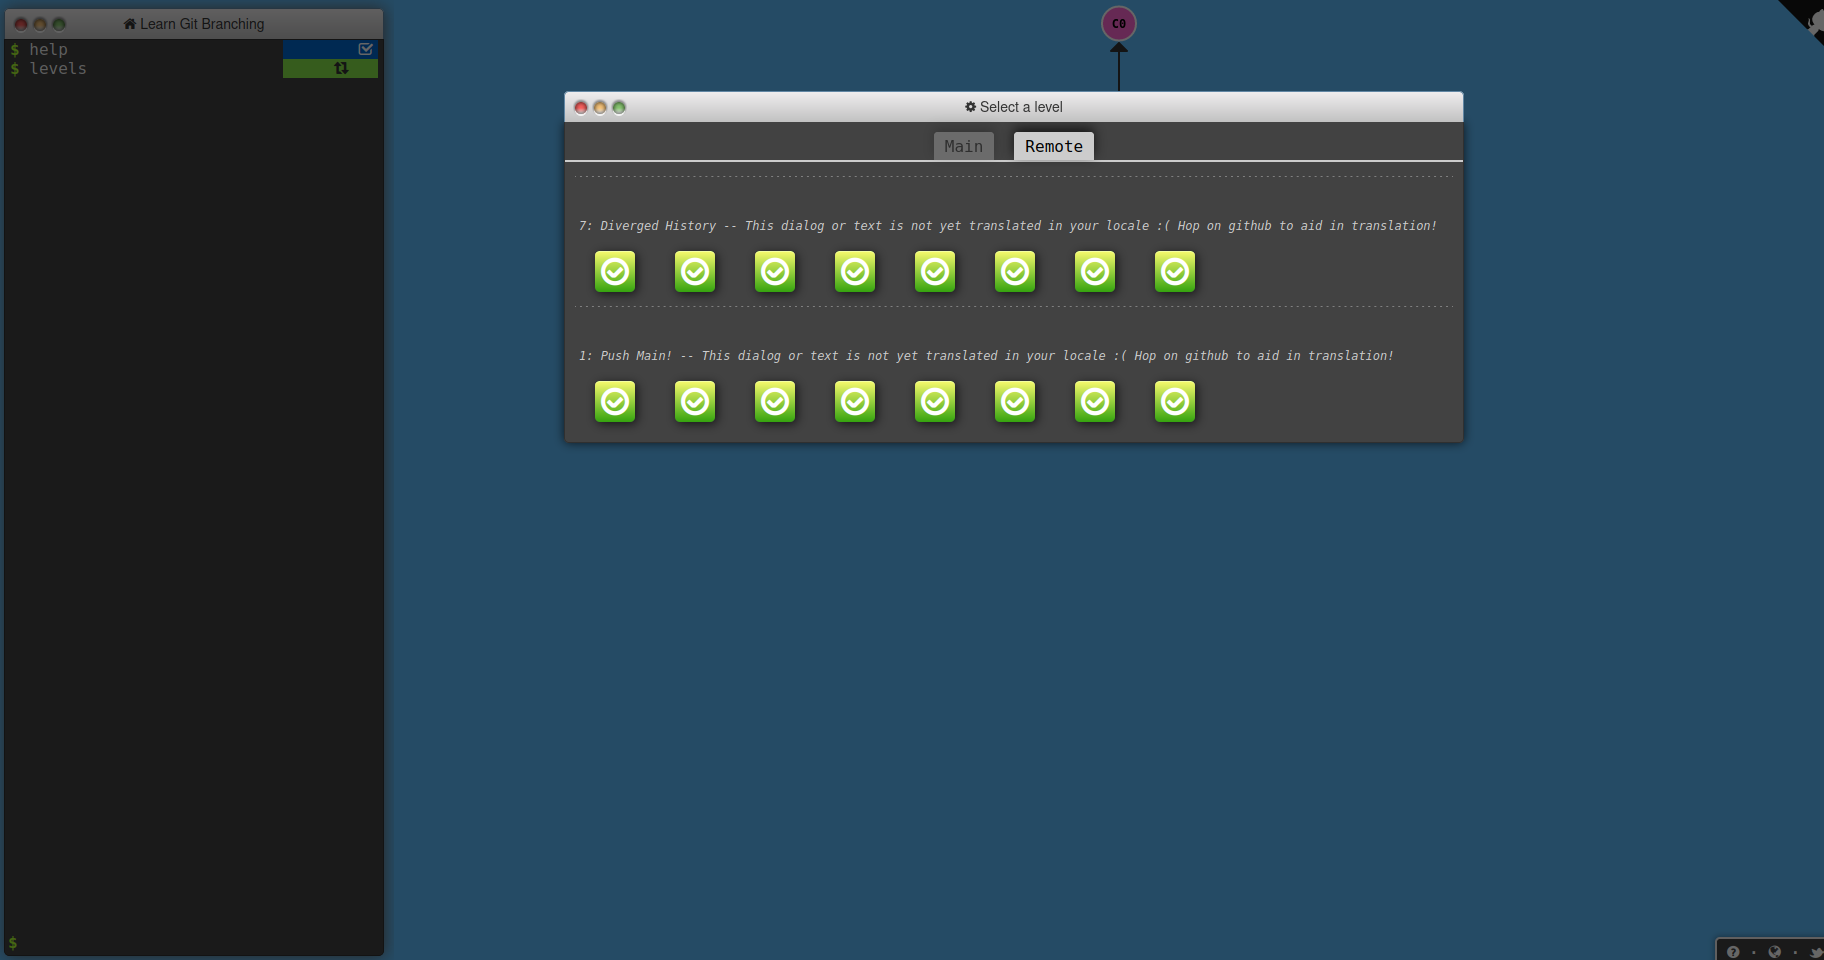 Learn Git Branching
$ help
$ levels
$
C0
Select a level
Main Remote
7: Diverged History -- This dialog or text is not yet translated in your locale :( Hop on github to aid in translation!
1: Push Main! -- This dialog or text is not yet translated in your locale :( Hop on github to aid in translation!